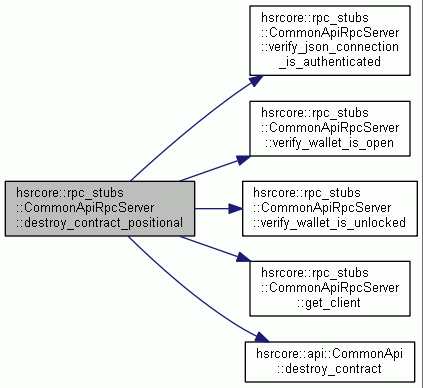 hsrcore::rpc_stubs
::CommonApiRpcServer
::verify_json_connection
_is_authenticated
hsrcore::rpc_stubs
::CommonApiRpcServer
::verify_wallet_is_open
hsrcore::rpc_stubs
::CommonApiRpcServer
::destroy_contract_positional
hsrcore::rpc_stubs
::CommonApiRpcServer
::verify_wallet_is_unlocked
hsrcore::rpc_stubs
::CommonApiRpcServer
::get_client
hsrcore::api::CommonApi
::destroy_contract